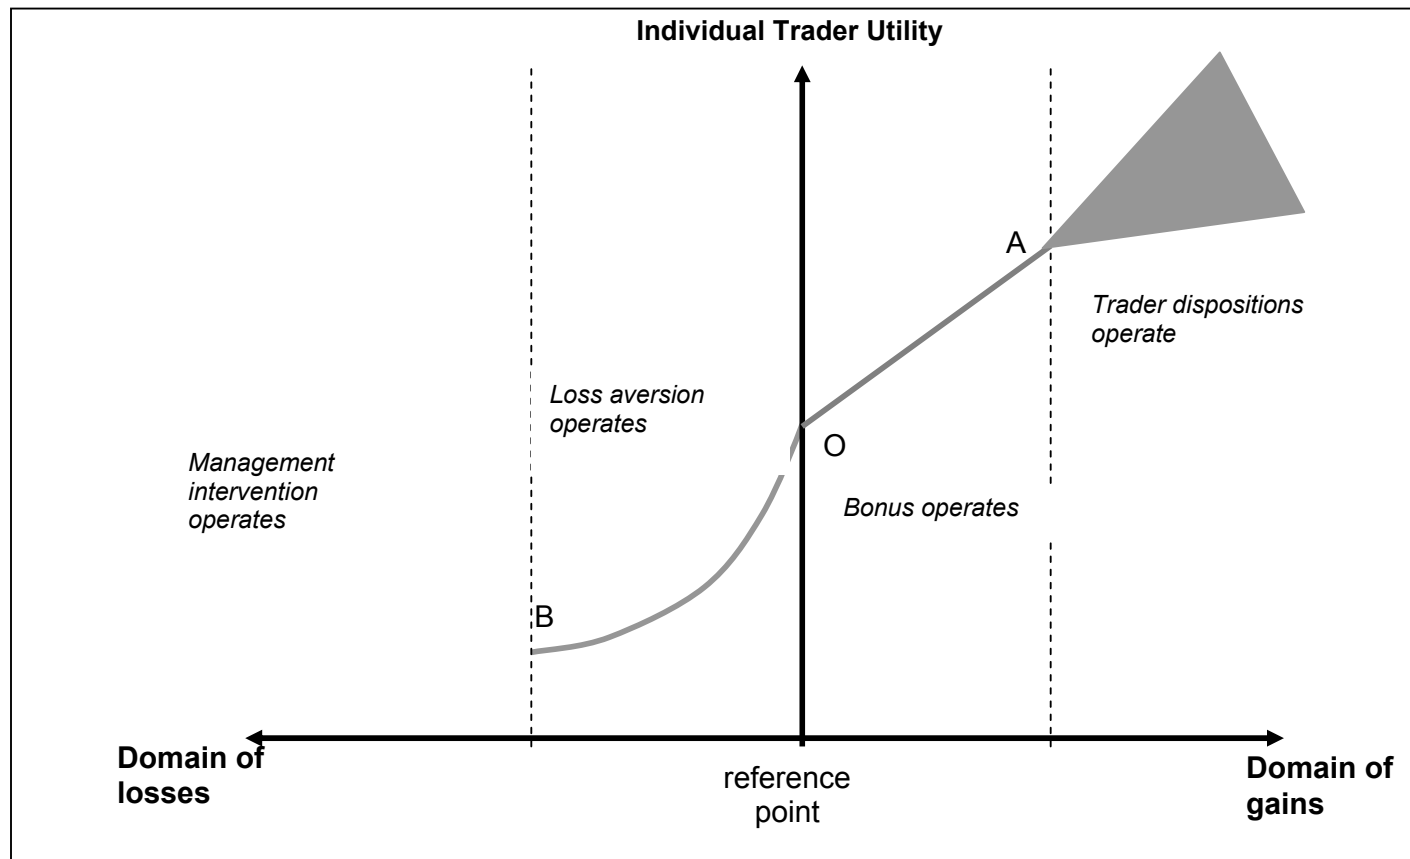 Individual Trader Utility
A
Trader dispositions
operate
Loss aversion
operates
O
Management
intervention
operates
Bonus operates
B
Domain of
losses
reference
point
Domain of
gains